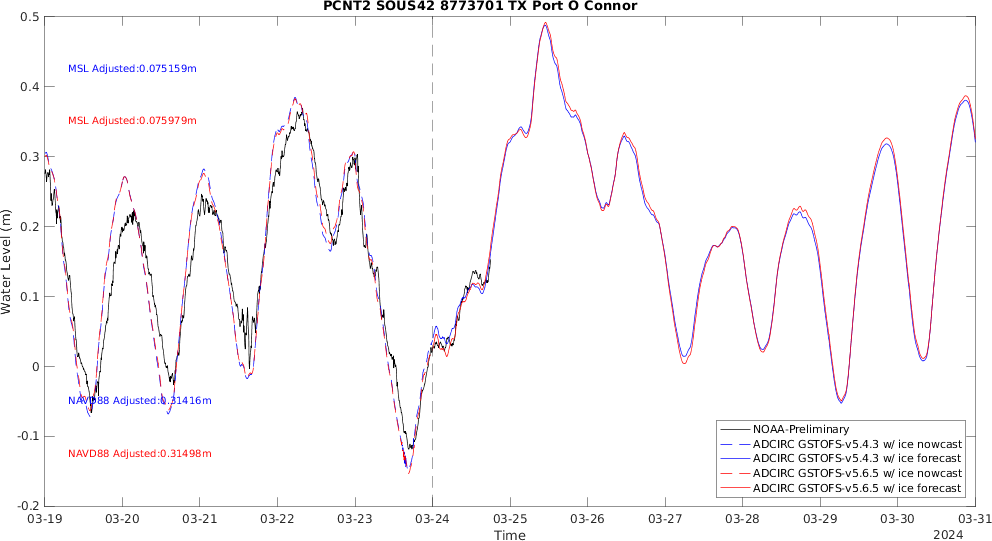 PCNT2 SOUS42 8773701 TX Port O Connor
0.5
0.4
0.3
0.2
0.1
0
-0.1
-0.2
Water Level (m)
MSL Adjusted:0.075159m
MSL Adjusted:0.075979m
NAVD88 Adjusted:0.31416m
NAVD88 Adjusted:0.31498m
NOAA-Preliminary
ADCIRC GSTOFS-v5.4.3 w/ ice nowcast
ADCIRC GSTOFS-v5.4.3 w/ ice forecast
ADCIRC GSTOFS-v5.6.5 w/ ice nowcast
ADCIRC GSTOFS-v5.6.5 w/ ice forecast
03-19 03-20 03-21 03-22 03-23 03-24 03-25 03-26 03-27 03-28 03-29 03-30 03-31
Time
2024